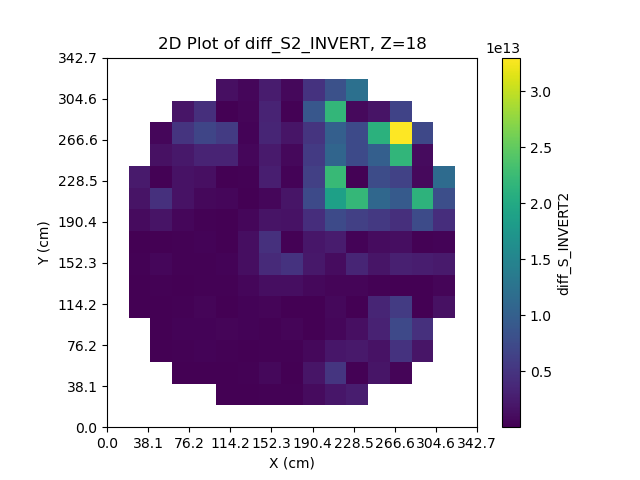 2D Plot of diff_S2_INVERT, Z=18
1e13
342.7
304.6
266.6
228.5
190.4
152.3
114.2
76.2
38.1
0.0
Y (cm)
0.0 38.1 76.2 114.2 152.3 190.4 228.5 266.6 304.6 342.7
X (cm)
3.0
2.5
2.0
1.5
1.0
0.5
diff_S_INVERT2